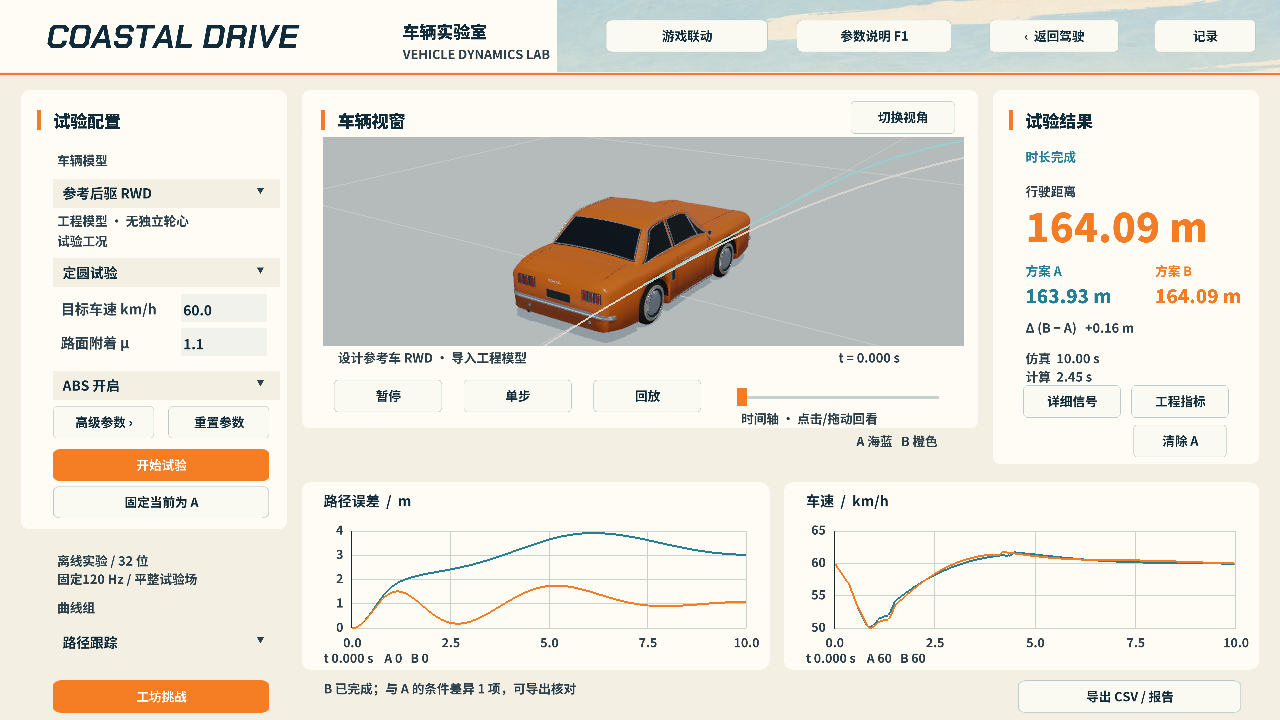 COASTAL DRIVE
车辆实验室
VEHICLE DYNAMICS LAB
游戏联动
参数说明 F1
‹ 返回驾驶
记录
试验配置
车辆模型
参考后驱 RWD
工程模型 · 无独立轮心
试验工况
定圆试验
目标车速 km/h
60.0
路面附着 μ
1.1
ABS 开启
高级参数 ›
重置参数
开始试验
固定当前为 A
离线实验 / 32 位
固定120 Hz / 平整试验场
曲线组
路径跟踪
工坊挑战
车辆视窗
切换视角
设计参考车 RWD · 导入工程模型
t = 0.000 s
暂停
单步
回放
时间轴 · 点击/拖动回看
A 海蓝 B 橙色
试验结果
时长完成
行驶距离
164.09 m
方案 A
方案 B
163.93 m
164.09 m
Δ (B − A) +0.16 m
仿真 10.00 s
计算 2.45 s
详细信号
工程指标
清除 A
路径误差 / m
4
3
2
1
0
0.0
2.5
5.0
7.5
10.0
t 0.000 s A 0 B 0
车速 / km/h
65
60
55
50
0.0
2.5
5.0
7.5
10.0
t 0.000 s A 60 B 60
B 已完成；与 A 的条件差异 1 项，可导出核对
导出 CSV / 报告